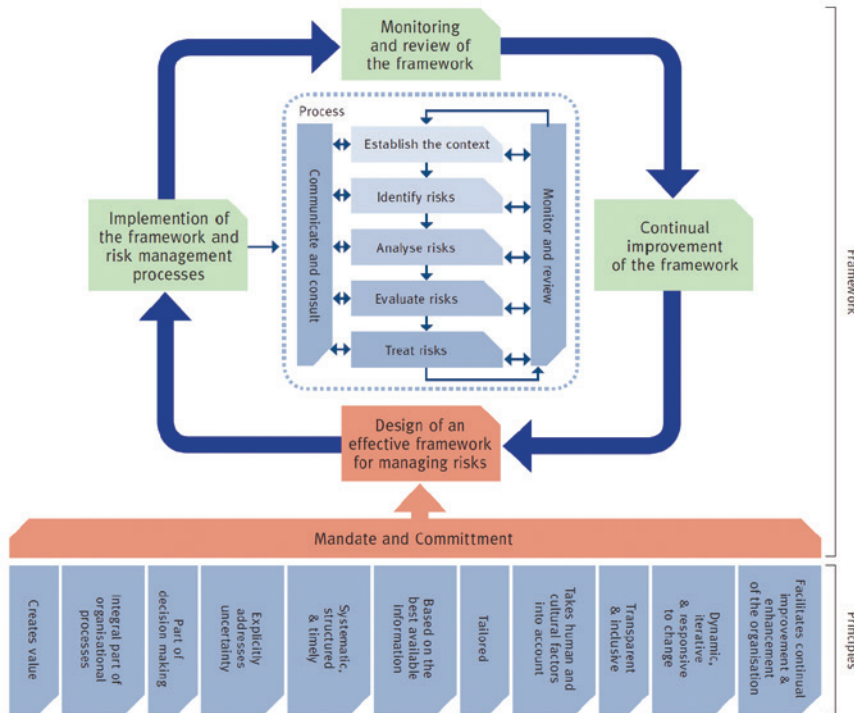 Monitoring
and review of
the framework
Process
Communicate and consult
Establish the context
Identify risks
Analyse risks
Evaluate risks
Treat risks
Monitor and review
Implemention of
the framework and
risk management
processes
Continual
improvement
of the framework
Design of an
effective framework
for managing risks
Mandate and Committment
Framework
Creates value
Integral part of
organisational
processes
Part of
decision making
Explicitly
addresses
uncertainty
Systematic,
structured
& timely
Based on the
best available
information
Tailored
Takes human and
cultural factors
into account
Transparent
& inclusive
Dynamic,
iterative
& responsive
to change
Facilitates continual
improvement &
enhancement
of the organisation
Principles